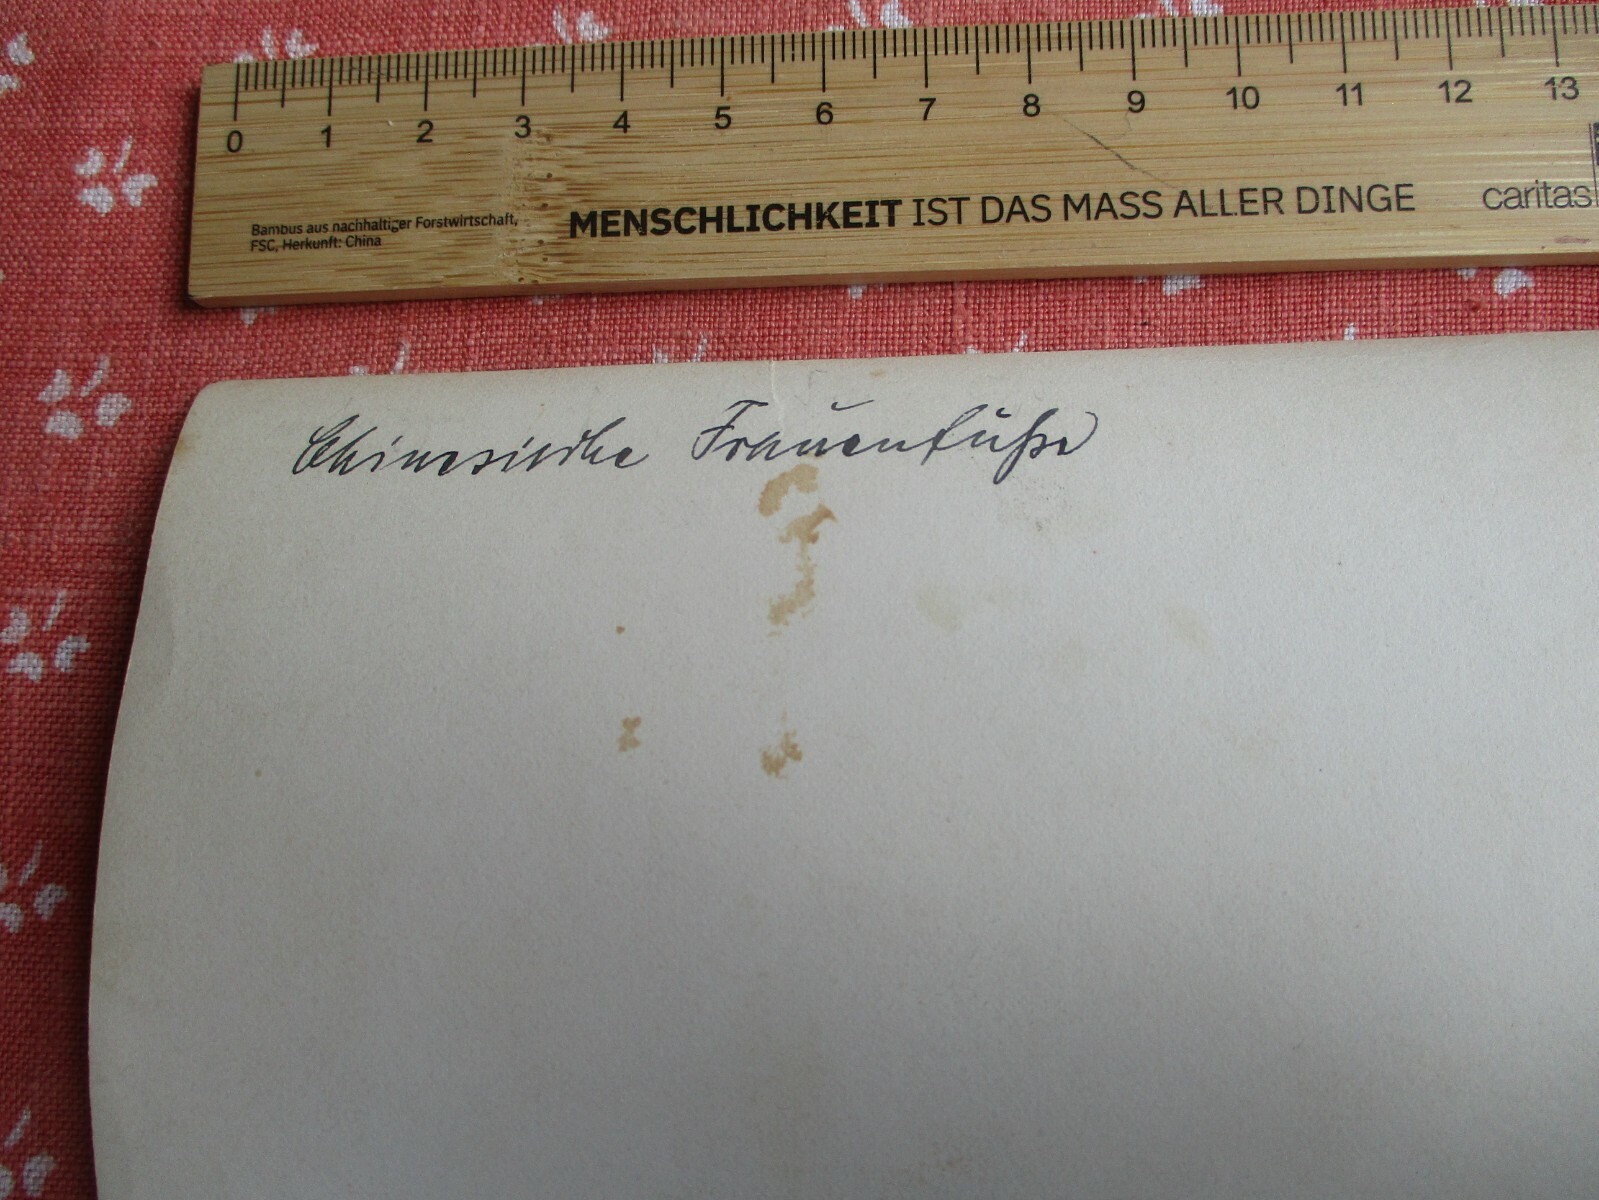 0 1 2 3 4 5 6 7 8 9 10 11 12 13
Bambus aus nachhaltiger Forstwirtschaft,
FSC, Herkunft: China
MENSCHLICHKEIT IST DAS MASS ALLER DINGE
caritas
Chinesische Frauenfüße